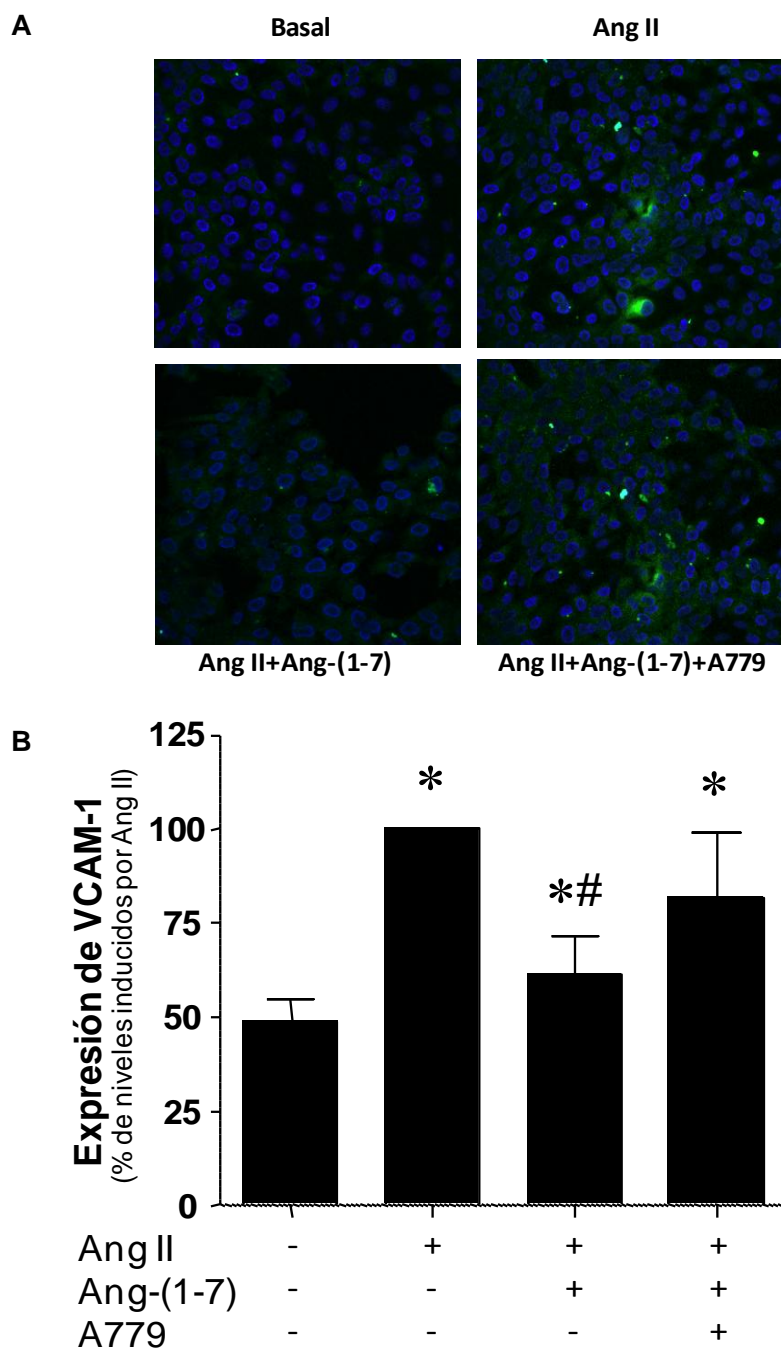 A
Basal
Ang II
Ang II+Ang-(1-7)
Ang II+Ang-(1-7)+A779
B
Expresión de VCAM-1
(% de niveles inducidos por Ang II)
125
100
75
50
25
0
*
*#
*
Ang II - + + +
Ang-(1-7) - - + +
A779 - - - +